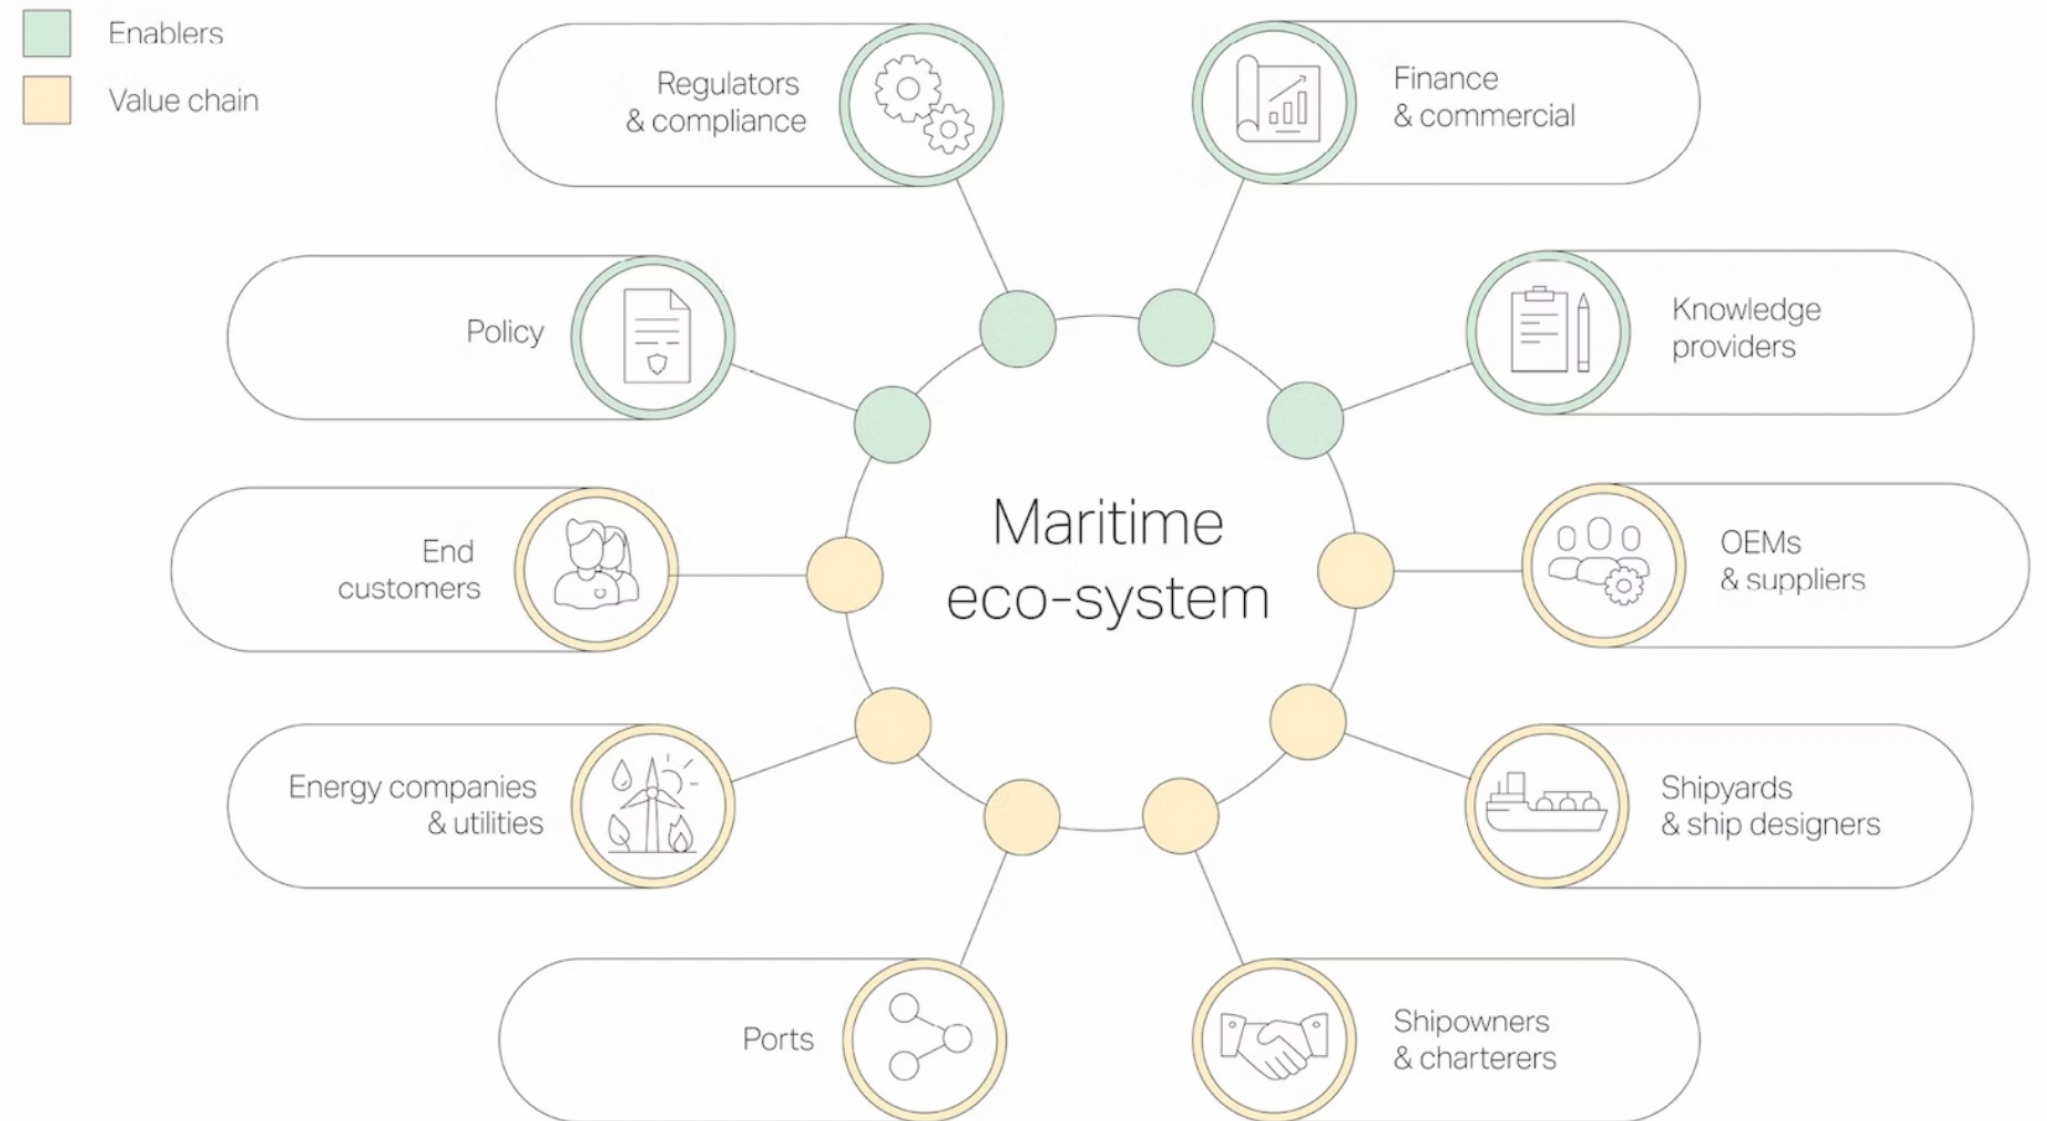 Enablers
Value chain
Regulators
& compliance
Finance
& commercial
Policy
Knowledge
providers
End
customers
Maritime
eco-system
OEMs
& suppliers
Energy companies
& utilities
Shipyards
& ship designers
Ports
Shipowners
& charterers